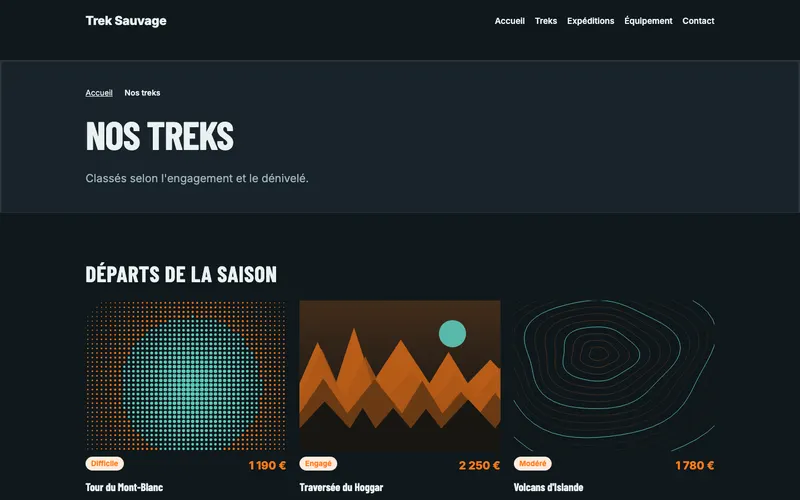 Trek Sauvage
Accueil Treks Expéditions Équipement Contact
Accueil Nos treks
NOS TREKS
Classés selon l'engagement et le dénivelé.
DÉPARTS DE LA SAISON
Difficile 1 190 €
Tour du Mont-Blanc
Engagé 2 250 €
Traversée du Hoggar
Modéré 1 780 €
Volcans d'Islande